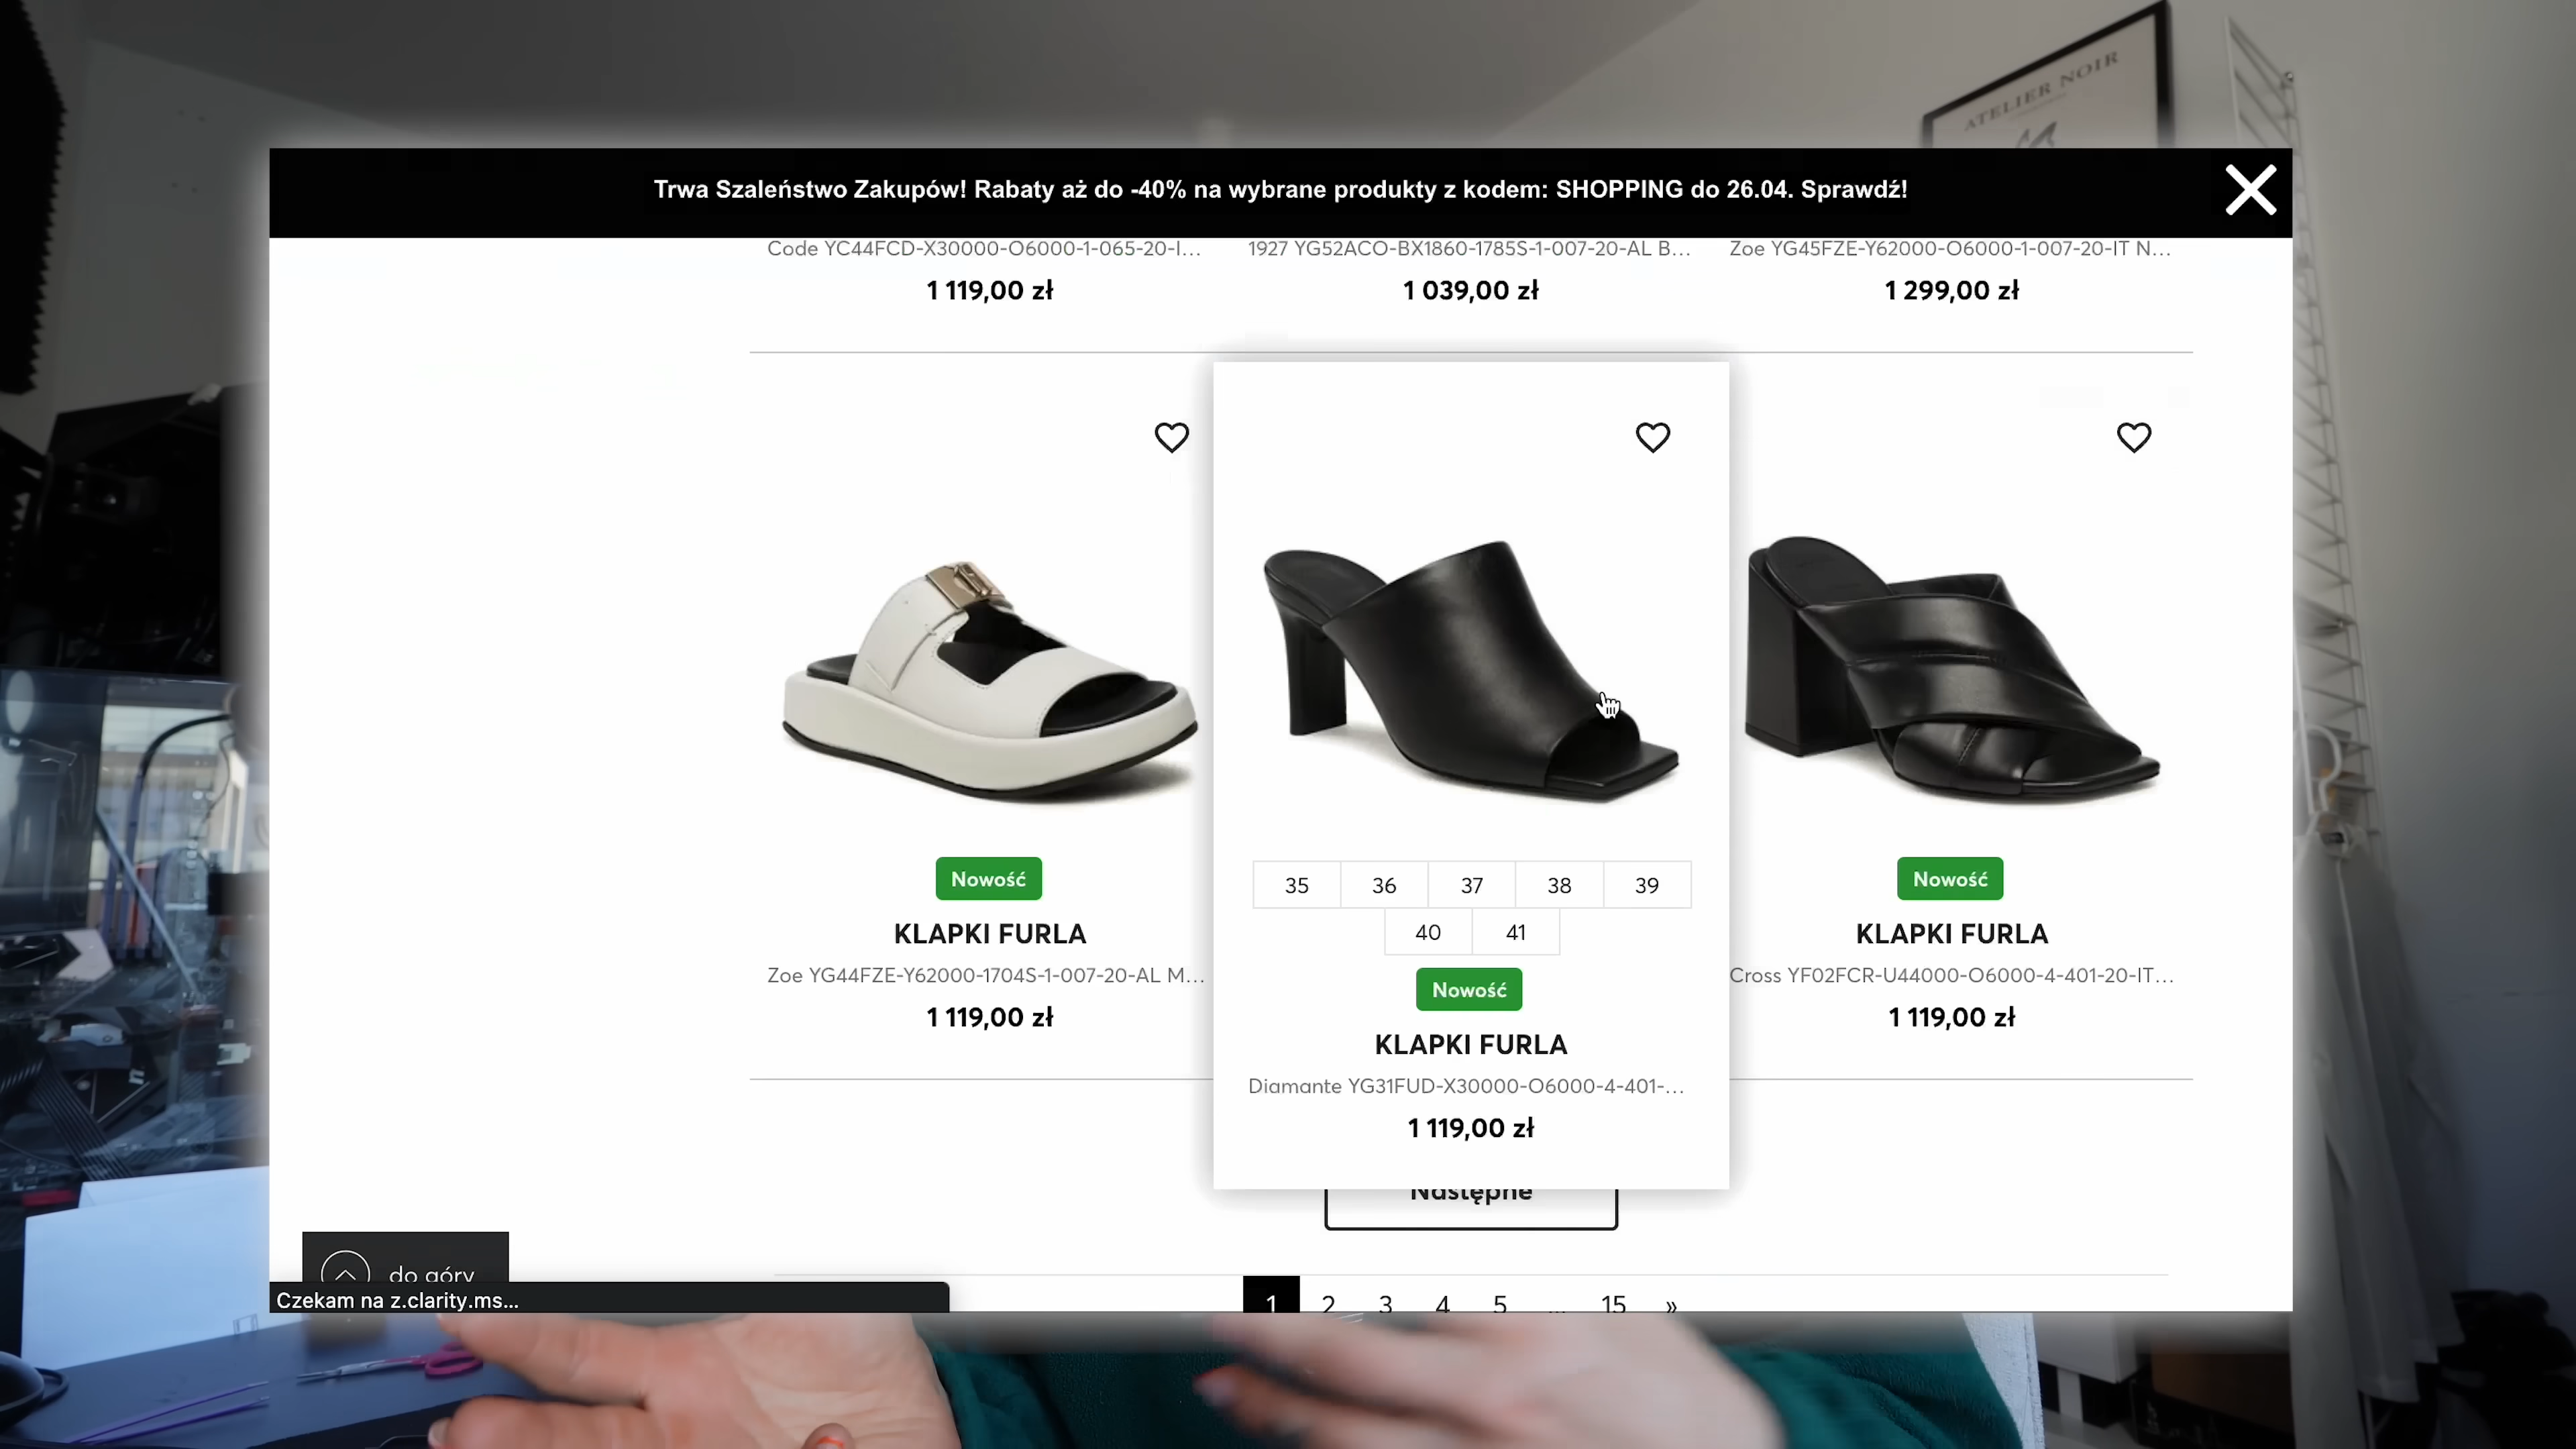 ATELIER NOIR
Trwa Szaleństwo Zakupów! Rabaty aż do -40% na wybrane produkty z kodem: SHOPPING do 26.04. Sprawdź!
Code YC44FCD-X30000-O6000-1-065-20-I...
1927 YG52ACO-BX1860-1785S-1-007-20-AL B...
Zoe YG45FZE-Y62000-O6000-1-007-20-IT N...
1 119,00 zł
1 039,00 zł
1 299,00 zł
Nowość
KLAPKI FURLA
Zoe YG44FZE-Y62000-1704S-1-007-20-AL M...
1 119,00 zł
35 36 37 38 39
40 41
Nowość
KLAPKI FURLA
Diamante YG31FUD-X30000-O6000-4-401-...
1 119,00 zł
Nowość
KLAPKI FURLA
Cross YF02FCR-U44000-O6000-4-401-20-IT...
1 119,00 zł
Następne
do góry
Czekam na z.clarity.ms...
1 2 3 4 5 ... 15 »